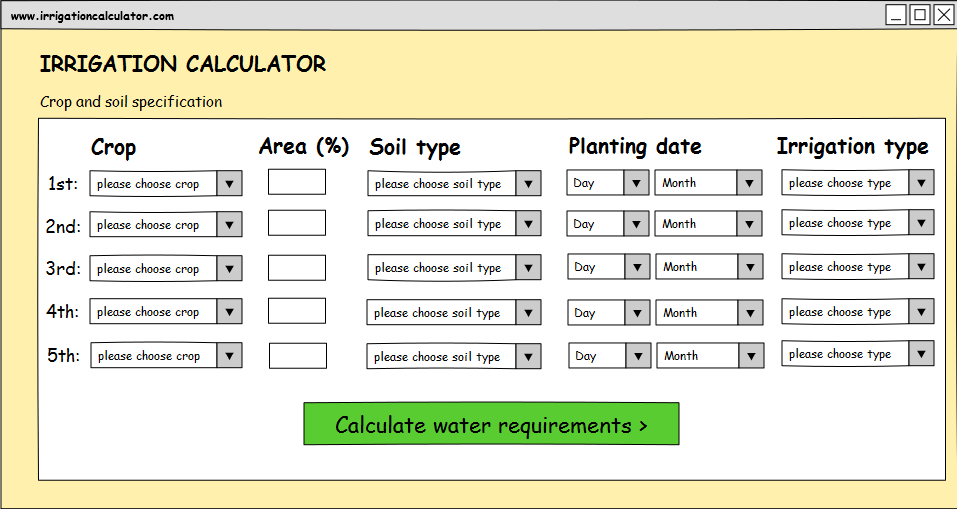 www.irrigationcalculator.com
IRRIGATION CALCULATOR
Crop and soil specification
Crop Area (%) Soil type Planting date Irrigation type
1st: please choose crop please choose soil type Day Month please choose type
2nd: please choose crop please choose soil type Day Month please choose type
3rd: please choose crop please choose soil type Day Month please choose type
4th: please choose crop please choose soil type Day Month please choose type
5th: please choose crop please choose soil type Day Month please choose type
Calculate water requirements >